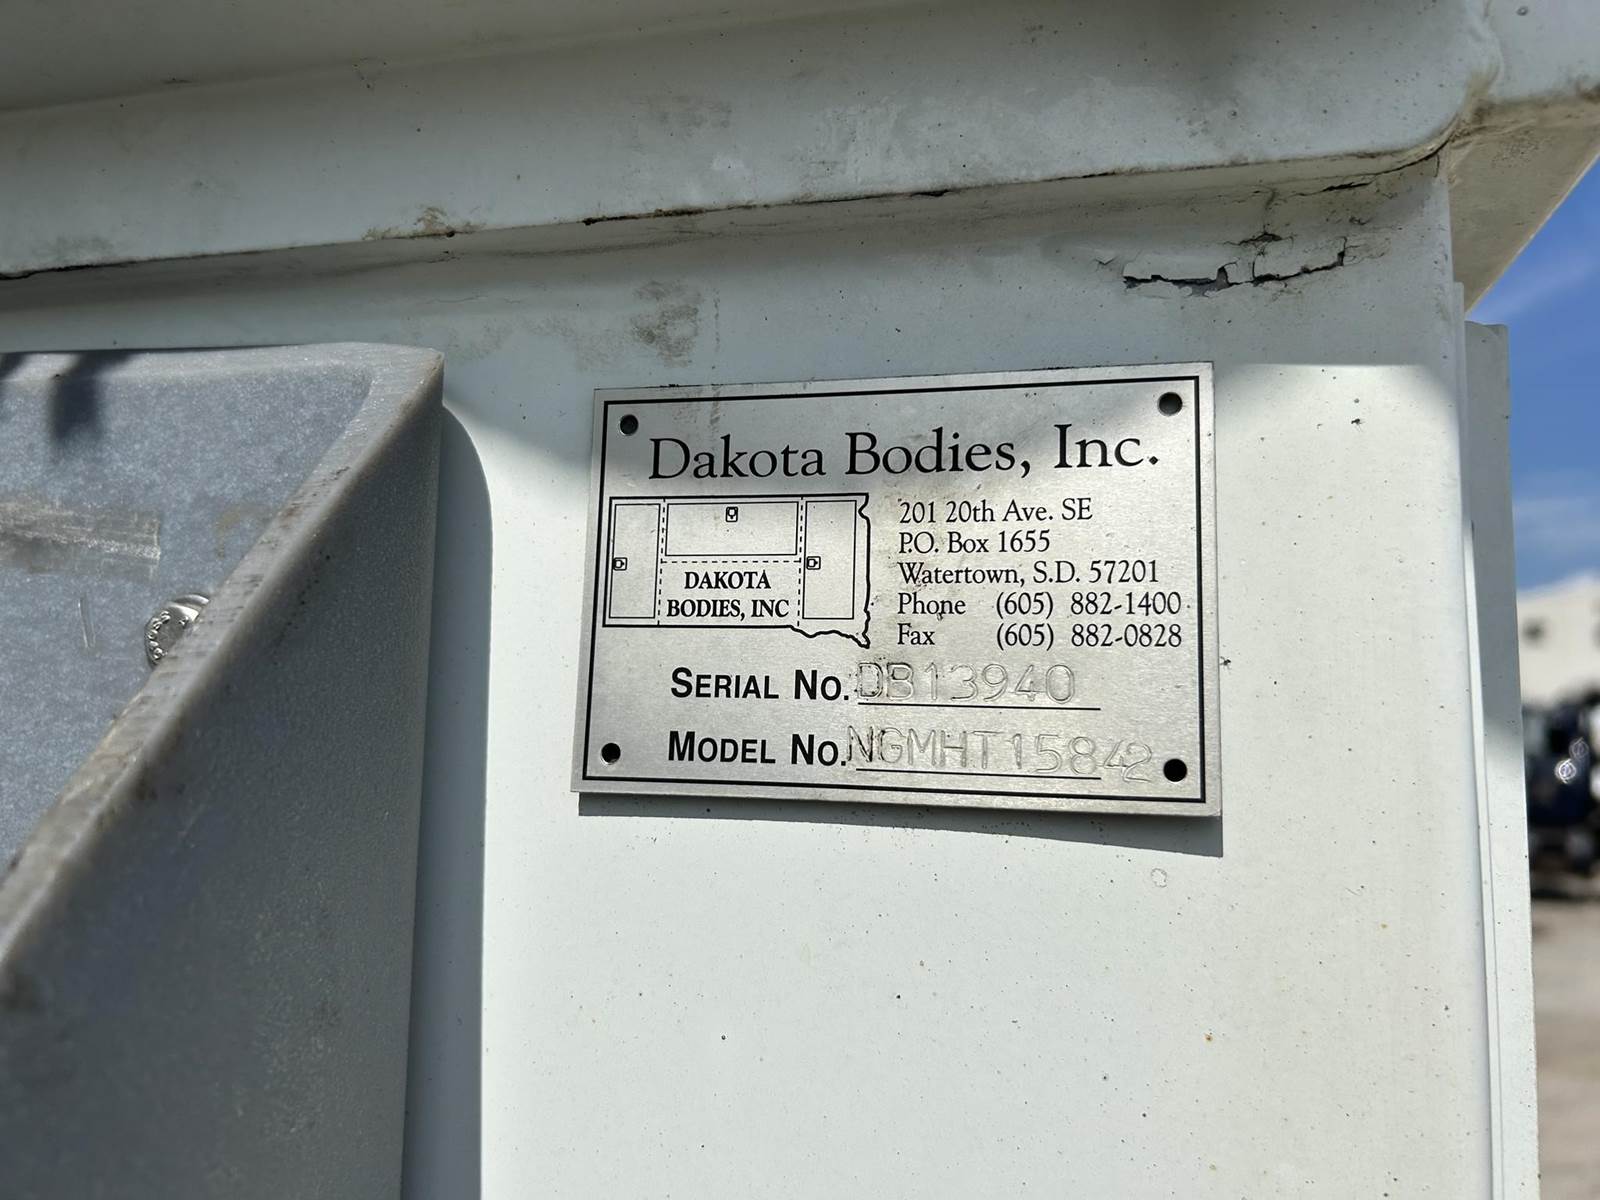 Dakota Bodies, Inc.
DAKOTA
BODIES, INC
201 20th Ave. SE
P.O. Box 1655
Watertown, S.D. 57201
Phone (605) 882-1400
Fax (605) 882-0828
SERIAL NO. DB13940
MODEL NO. NGMHT15842